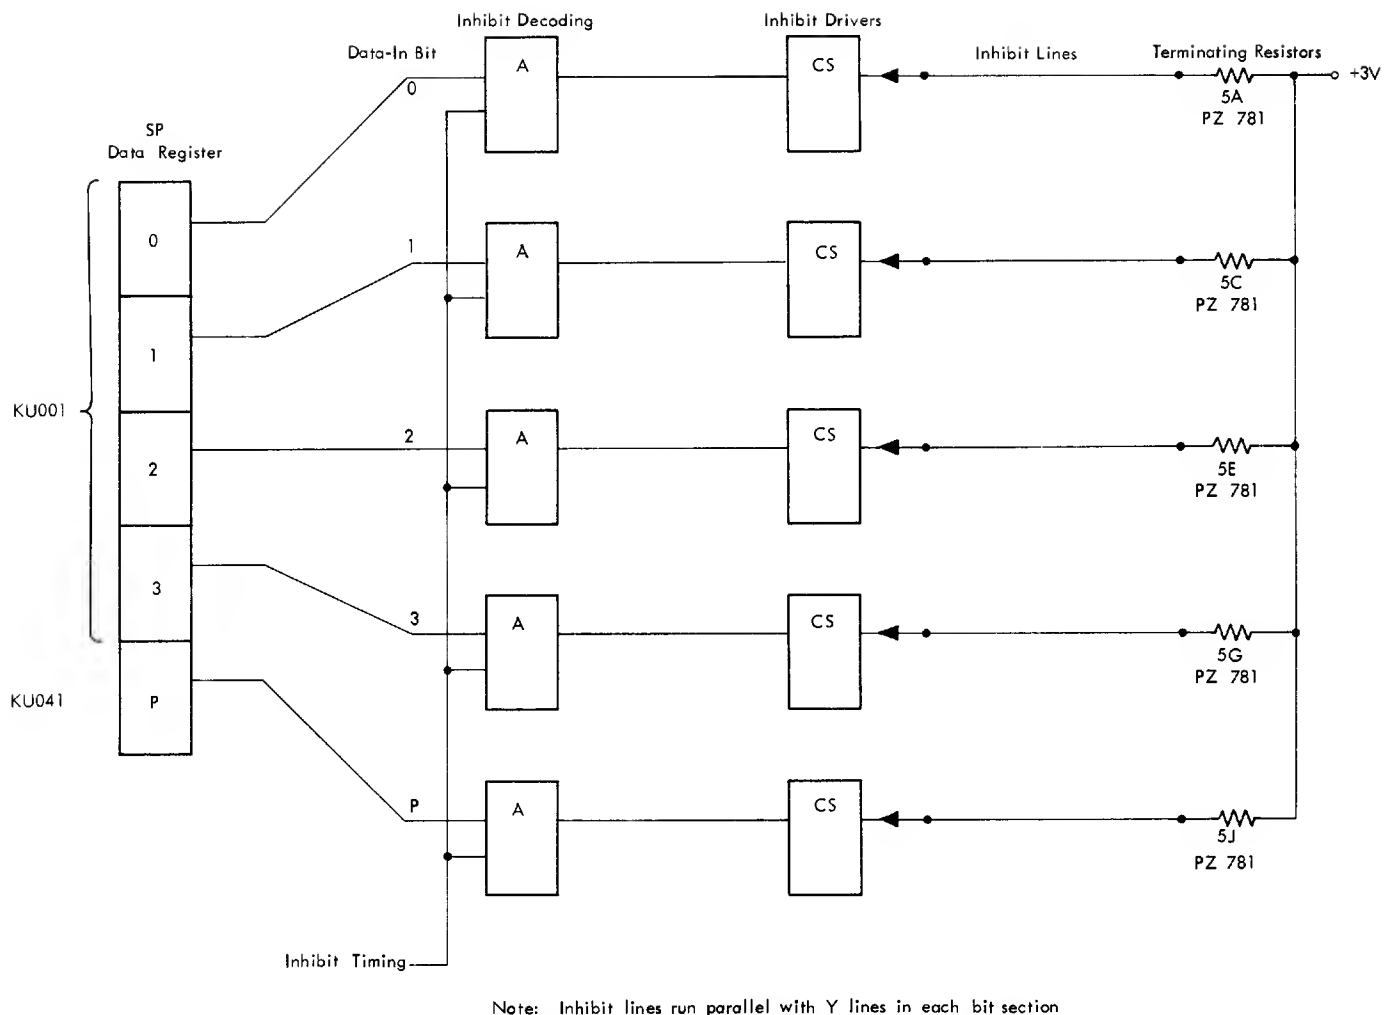 Inhibit Decoding
Inhibit Drivers
Data-In Bit
Inhibit Lines
Terminating Resistors
A
CS
+3V
0
5A
PZ 781
SP
Data Register
0
1
A
CS
5C
PZ 781
1
KU001
2
A
CS
5E
PZ 781
2
3
3
A
CS
5G
PZ 781
KU041
P
P
A
CS
5J
PZ 781
Inhibit Timing
Note: Inhibit lines run parallel with Y lines in each bit section